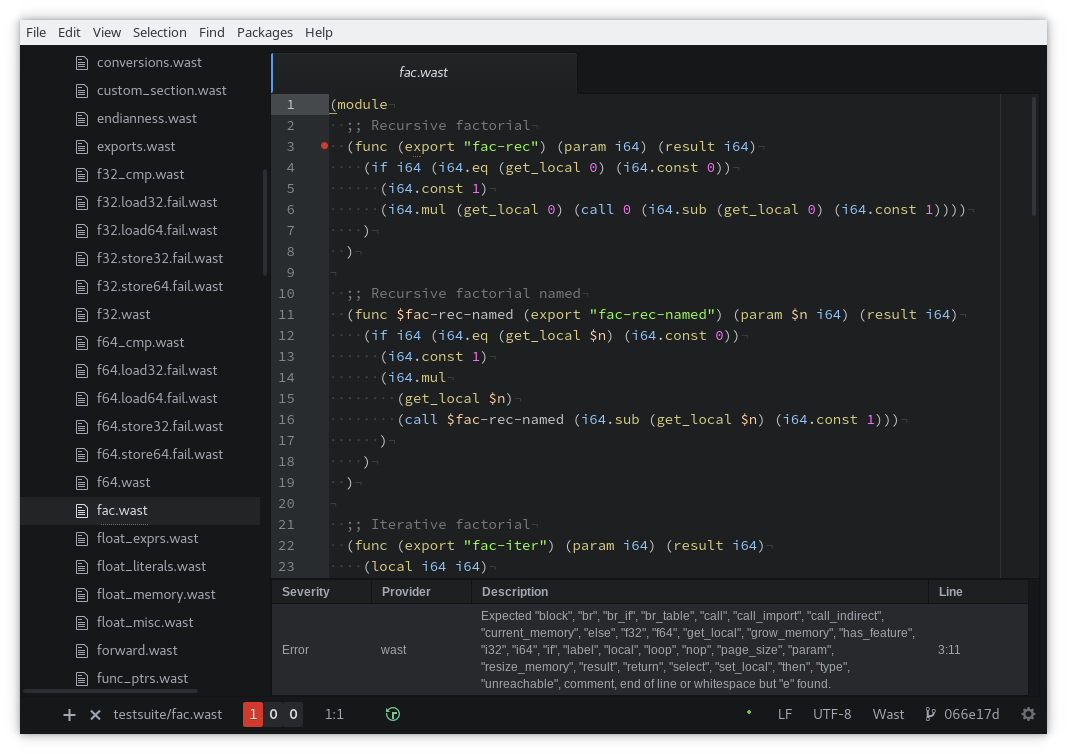 File Edit View Selection Find Packages Help
conversions.wast
custom_section.wast
endianness.wast
exports.wast
f32_cmp.wast
f32.load32.fail.wast
f32.load64.fail.wast
f32.store32.fail.wast
f32.store64.fail.wast
f32.wast
f64_cmp.wast
f64.load32.fail.wast
f64.load64.fail.wast
f64.store32.fail.wast
f64.store64.fail.wast
f64.wast
fac.wast
float_exprs.wast
float_literals.wast
float_memory.wast
float_misc.wast
forward.wast
func_ptrs.wast
fac.wast
1 (module¬
2 ··;; Recursive factorial¬
3 ··(func (export "fac-rec") (param i64) (result i64)¬
4 ····(if i64 (i64.eq (get_local 0) (i64.const 0))¬
5 ······(i64.const 1)¬
6 ······(i64.mul (get_local 0) (call 0 (i64.sub (get_local 0) (i64.const 1))))¬
7 ····)¬
8 ··)¬
9 ¬
10 ··;; Recursive factorial named¬
11 ··(func $fac-rec-named (export "fac-rec-named") (param $n i64) (result i64)¬
12 ····(if i64 (i64.eq (get_local $n) (i64.const 0))¬
13 ······(i64.const 1)¬
14 ······(i64.mul¬
15 ········(get_local $n)¬
16 ········(call $fac-rec-named (i64.sub (get_local $n) (i64.const 1)))¬
17 ······)¬
18 ····)¬
19 ··)¬
20 ¬
21 ··;; Iterative factorial¬
22 ··(func (export "fac-iter") (param i64) (result i64)¬
23 ····(local i64 i64)¬
Severity Provider Description Line
Error wast 3:11
Expected "block", "br", "br_if", "br_table", "call", "call_import", "call_indirect",
"current_memory", "else", "f32", "f64", "get_local", "grow_memory", "has_feature",
"i32", "i64", "if", "label", "local", "loop", "nop", "page_size", "param",
"resize_memory", "result", "return", "select", "set_local", "then", "type",
"unreachable", comment, end of line or whitespace but "e" found.
testsuite/fac.wast 1 0 0 1:1 LF UTF-8 Wast 066e17d